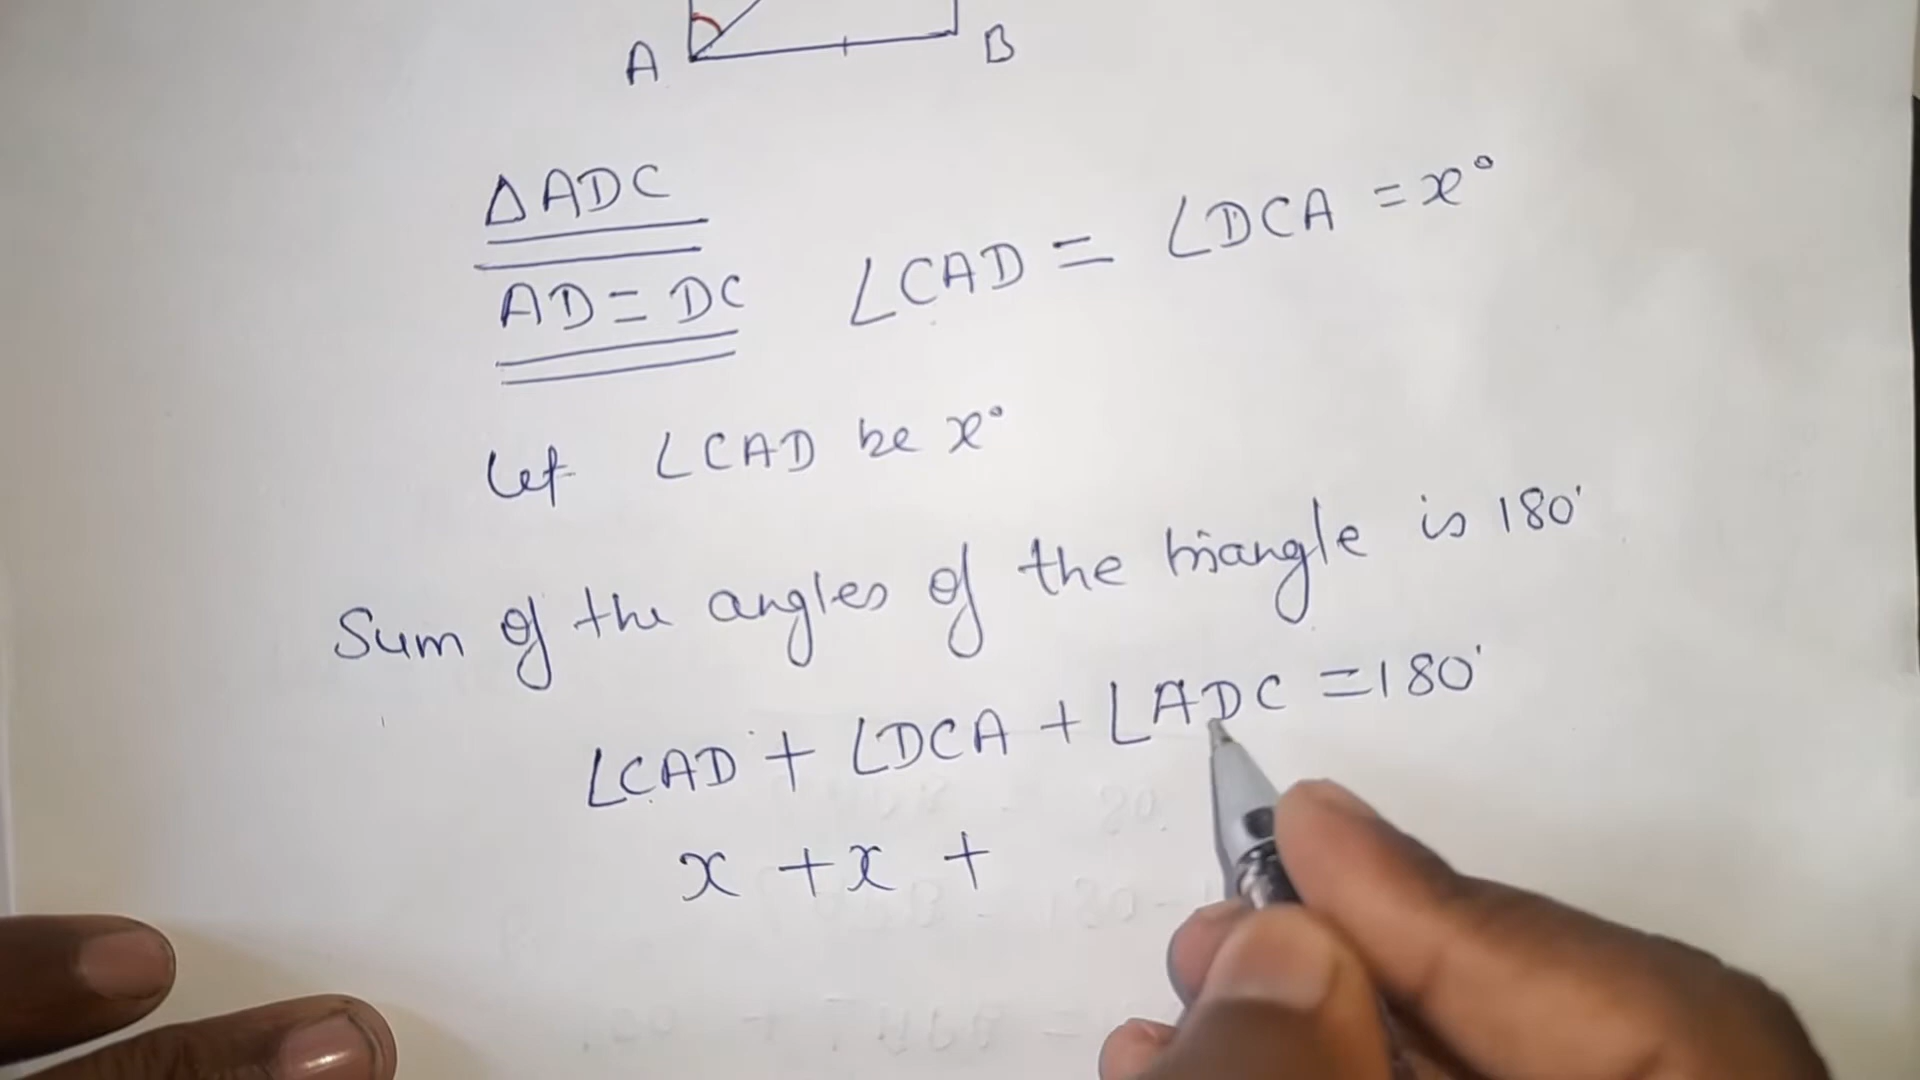 A B
△ADC
∠CAD = ∠DCA = x°
AD = DC
Let ∠CAD be x°
Sum of the angles of the triangle is 180°
∠CAD + ∠DCA + ∠ADC = 180°
x + x +